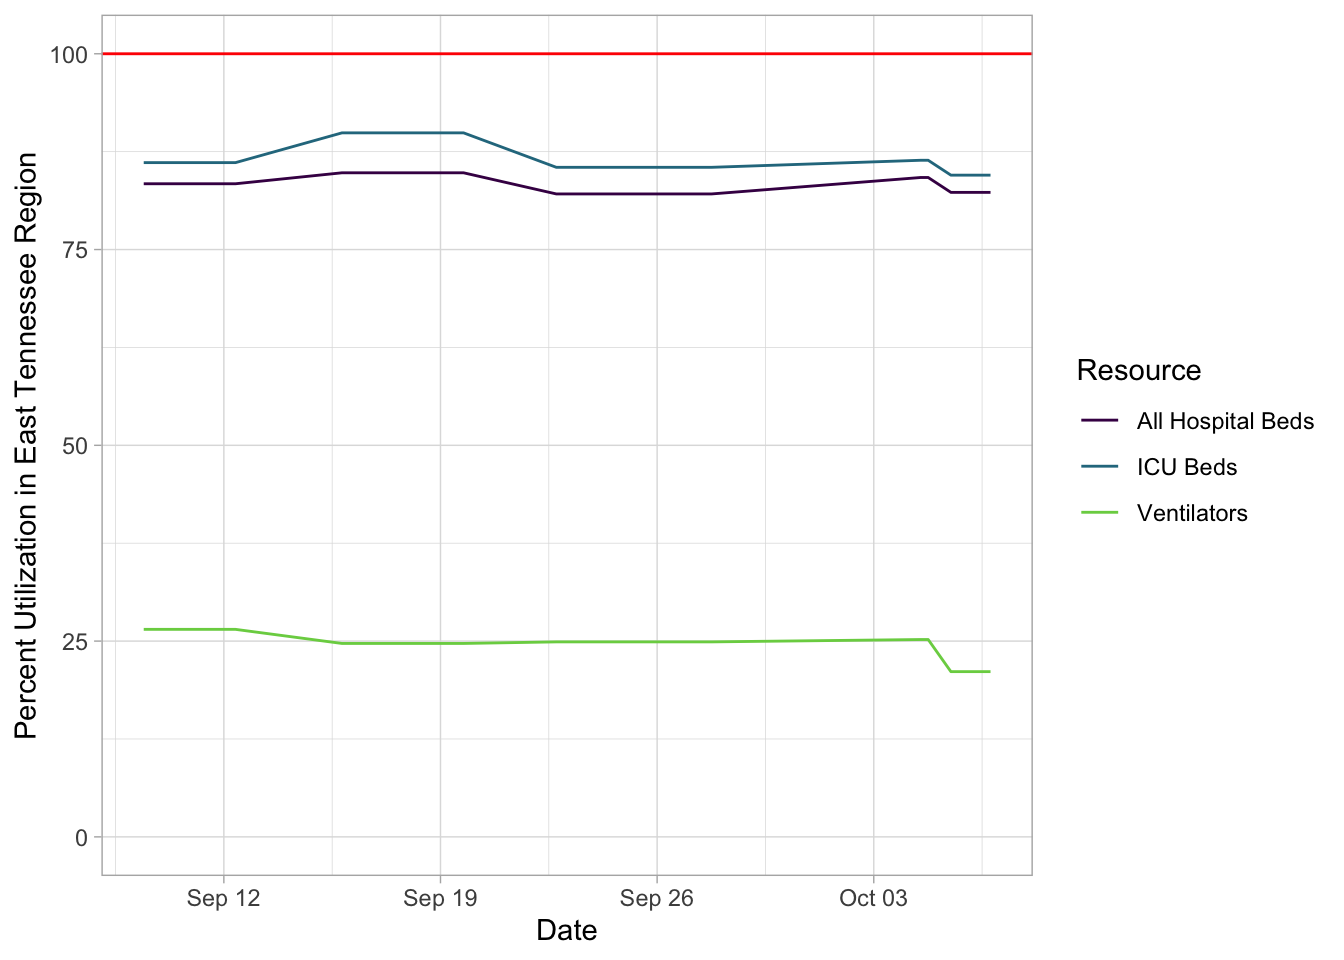 Percent Utilization in East Tennessee Region
100
75
50
25
0
Sep 12
Sep 19
Sep 26
Oct 03
Date
Resource
All Hospital Beds
ICU Beds
Ventilators